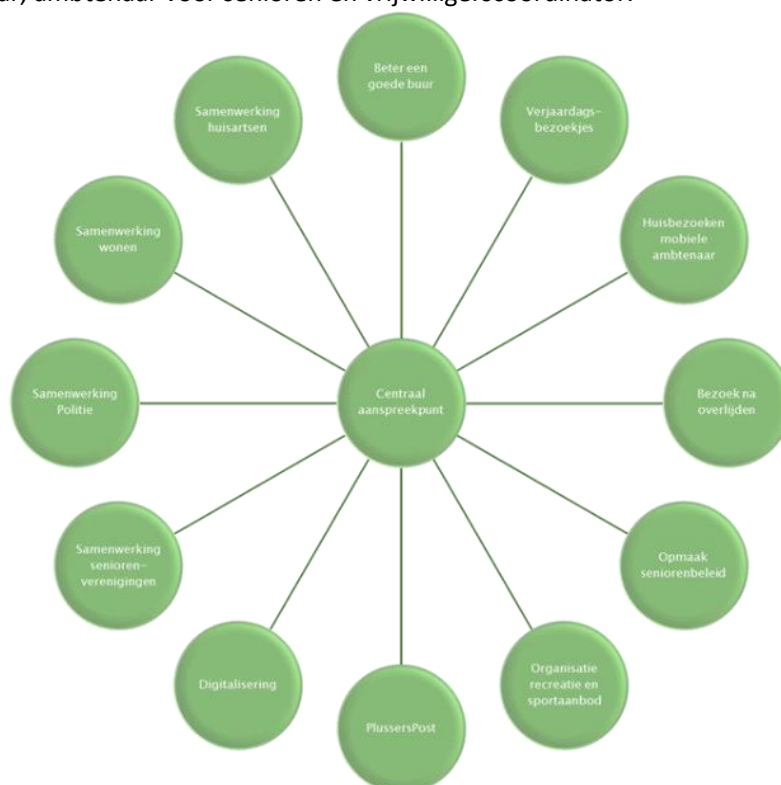 ambtenaar voor senioren en vrijwilligerscoördinator.
Beter een
goede buur
Verjaardags-
bezoekjes
Huisbezoeken
mobiele
ambtenaar
Bezoek na
overlijden
Opmaak
seniorenbeleid
Organisatie
recreatie en
sportaanbod
PlussersPost
Digitalisering
Samenwerking
senioren-
verenigingen
Samenwerking
Politie
Samenwerking
wonen
Samenwerking
huisartsen
Centraal
aanspreekpunt